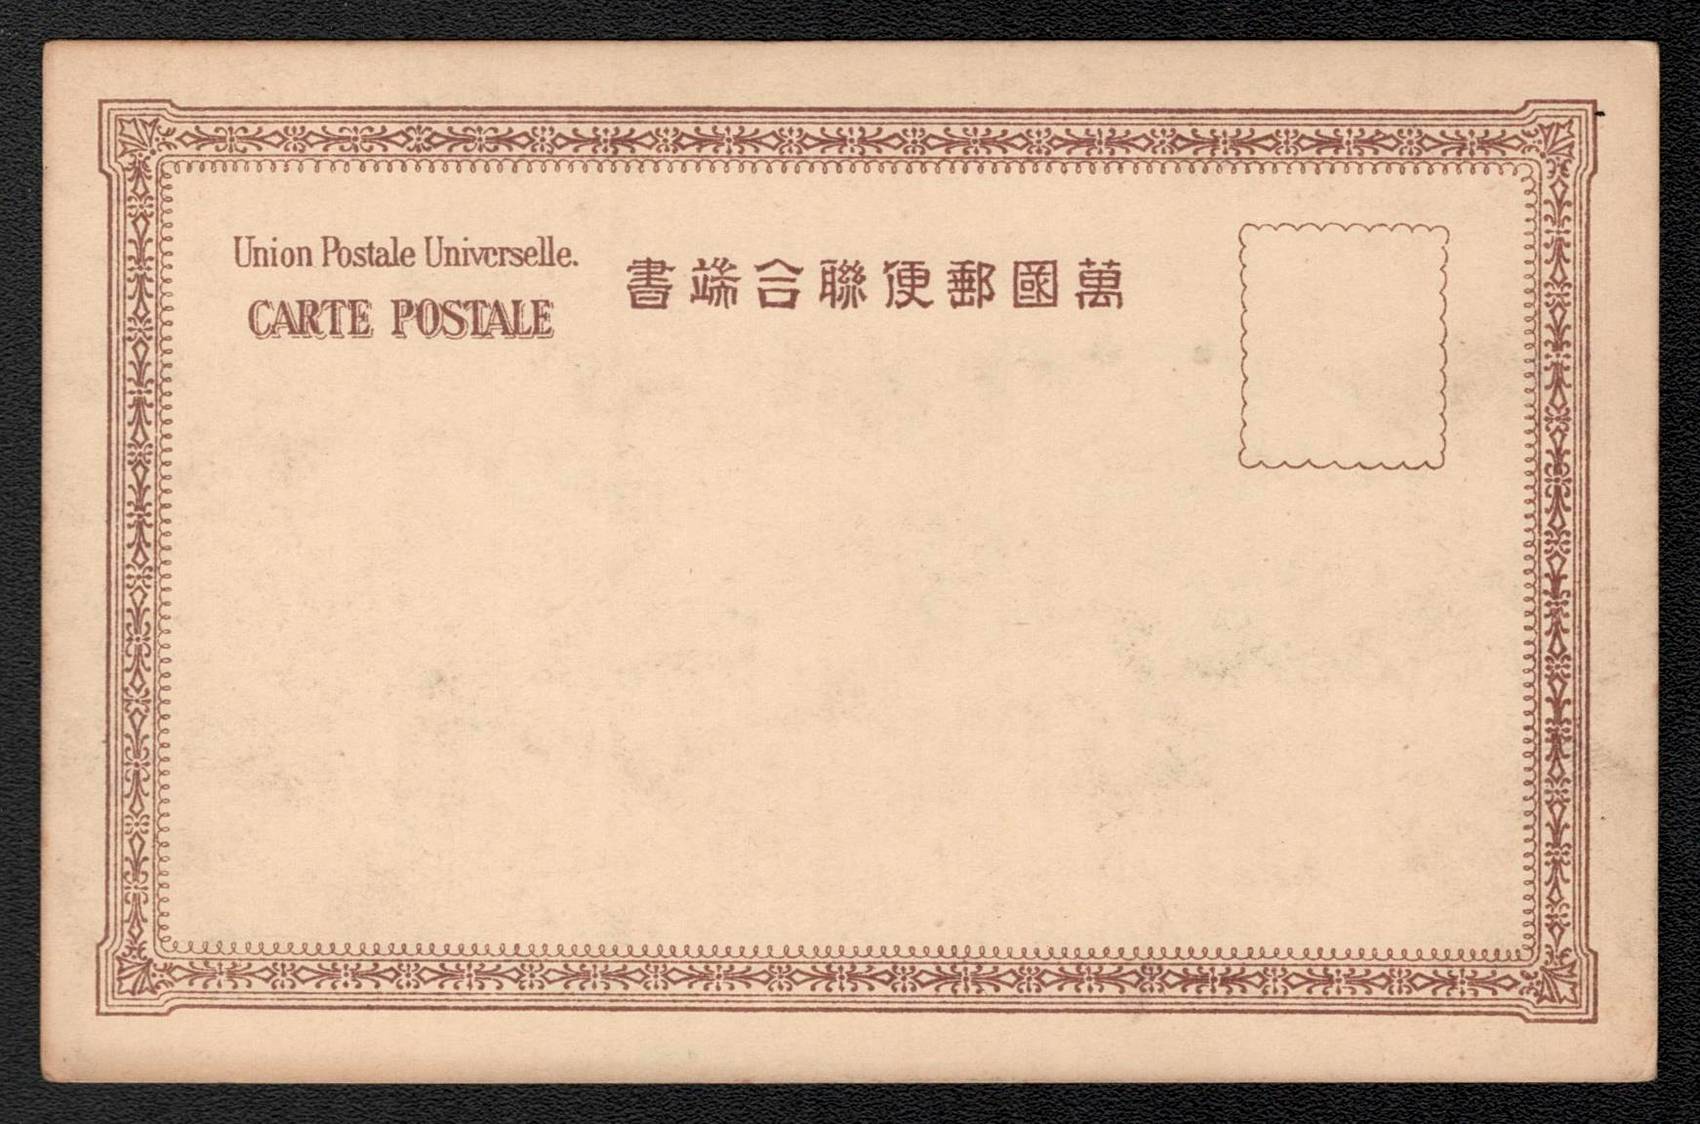 Union Postale Universelle.
CARTE POSTALE
書端合聯便郵國萬